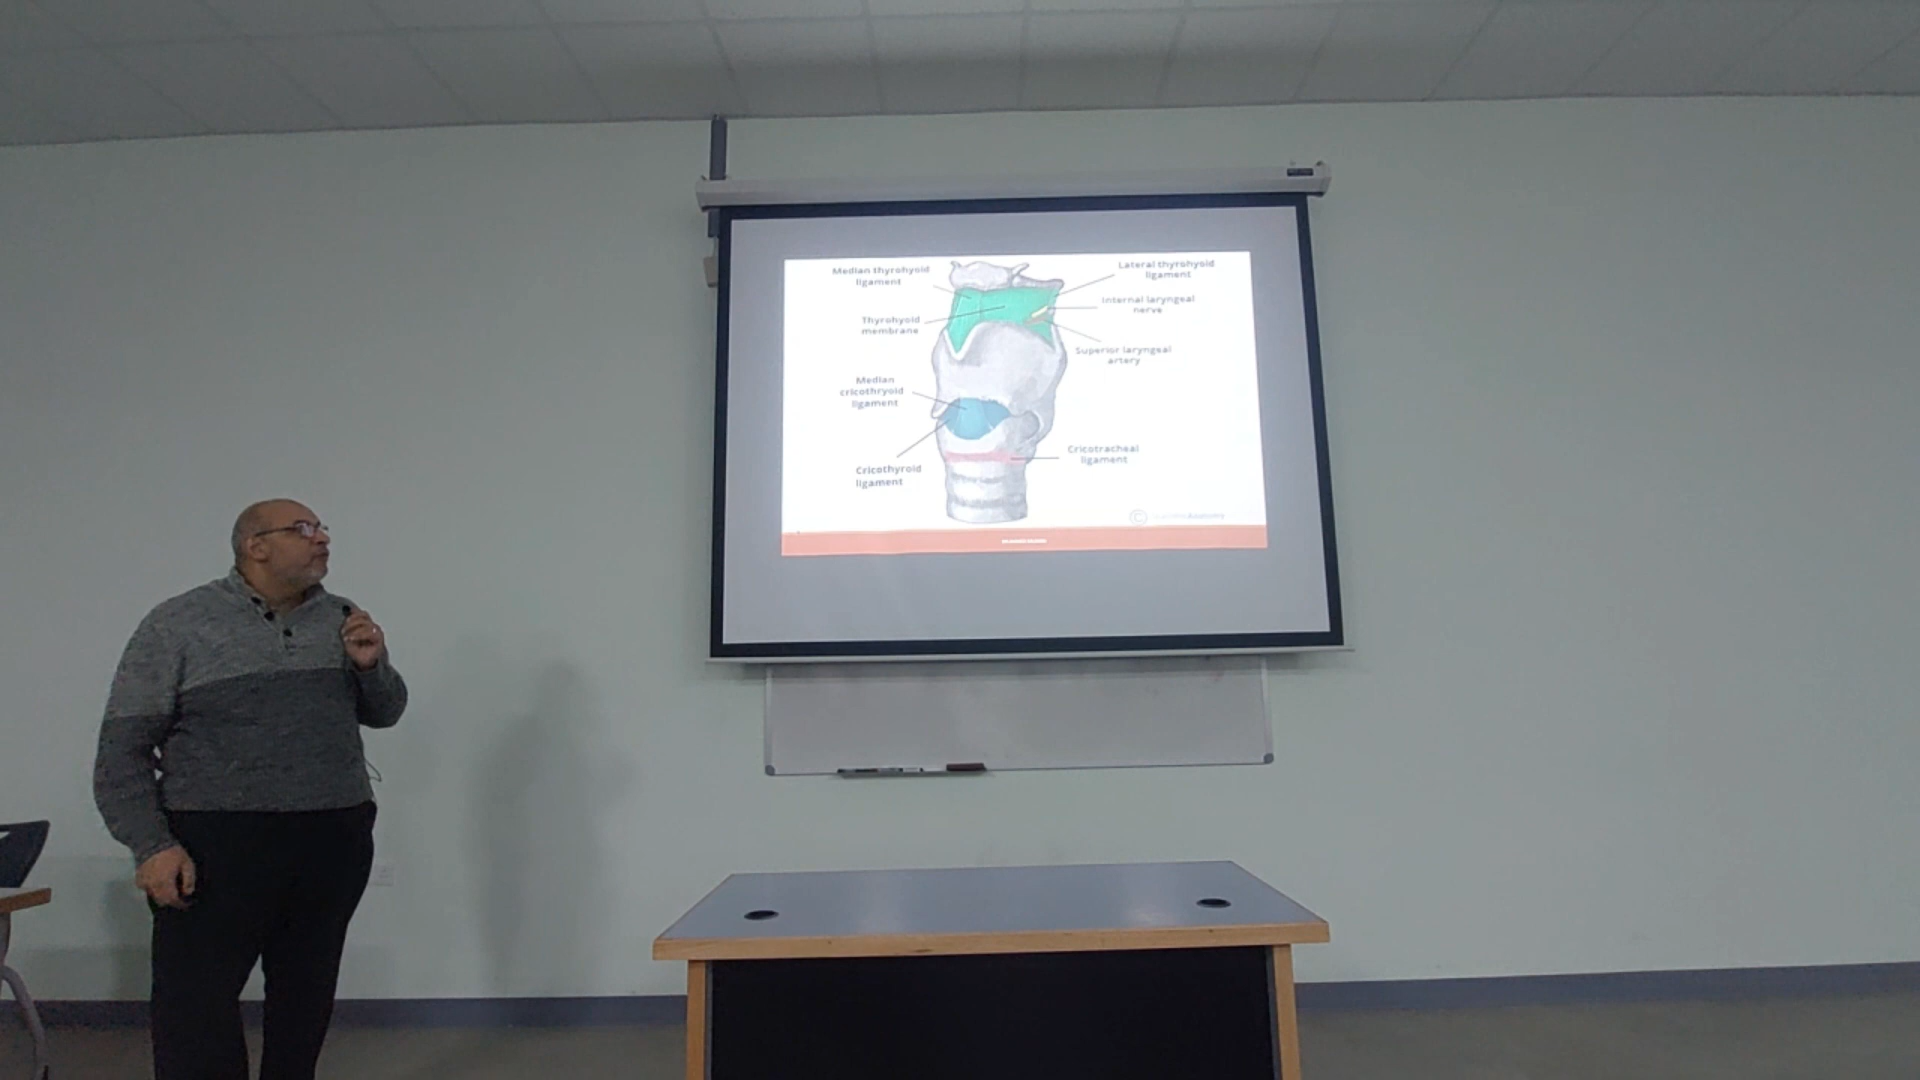 Median thyrohyoid
ligament
Thyrohyoid
membrane
Median
cricothryoid
ligament
Cricothyroid
ligament
Lateral thyrohyoid
ligament
Internal laryngeal
nerve
Superior laryngeal
artery
Cricotracheal
ligament
©